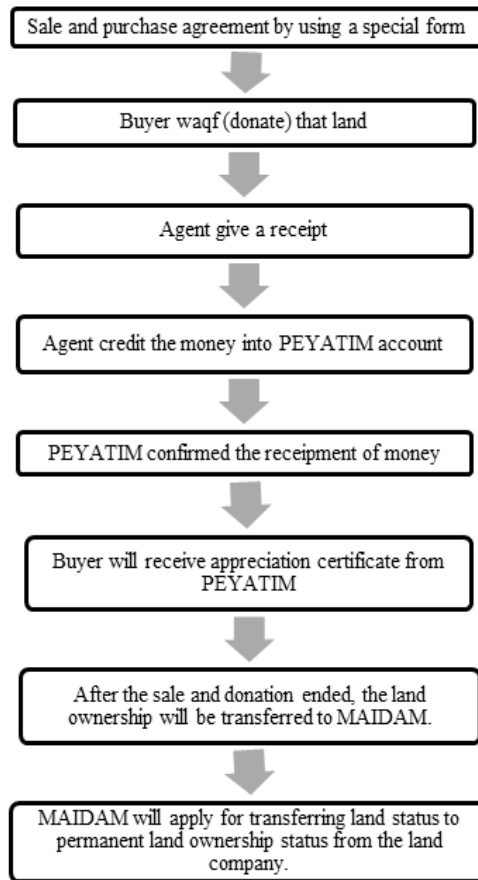 Sale and purchase agreement by using a special form
Buyer waqf (donate) that land
Agent give a receipt
Agent credit the money into PEYATIM account
PEYATIM confirmed the receipment of money
Buyer will receive appreciation certificate from
PEYATIM
After the sale and donation ended, the land
ownership will be transferred to MAIDAM.
MAIDAM will apply for transferring land status to
permanent land ownership status from the land
company.